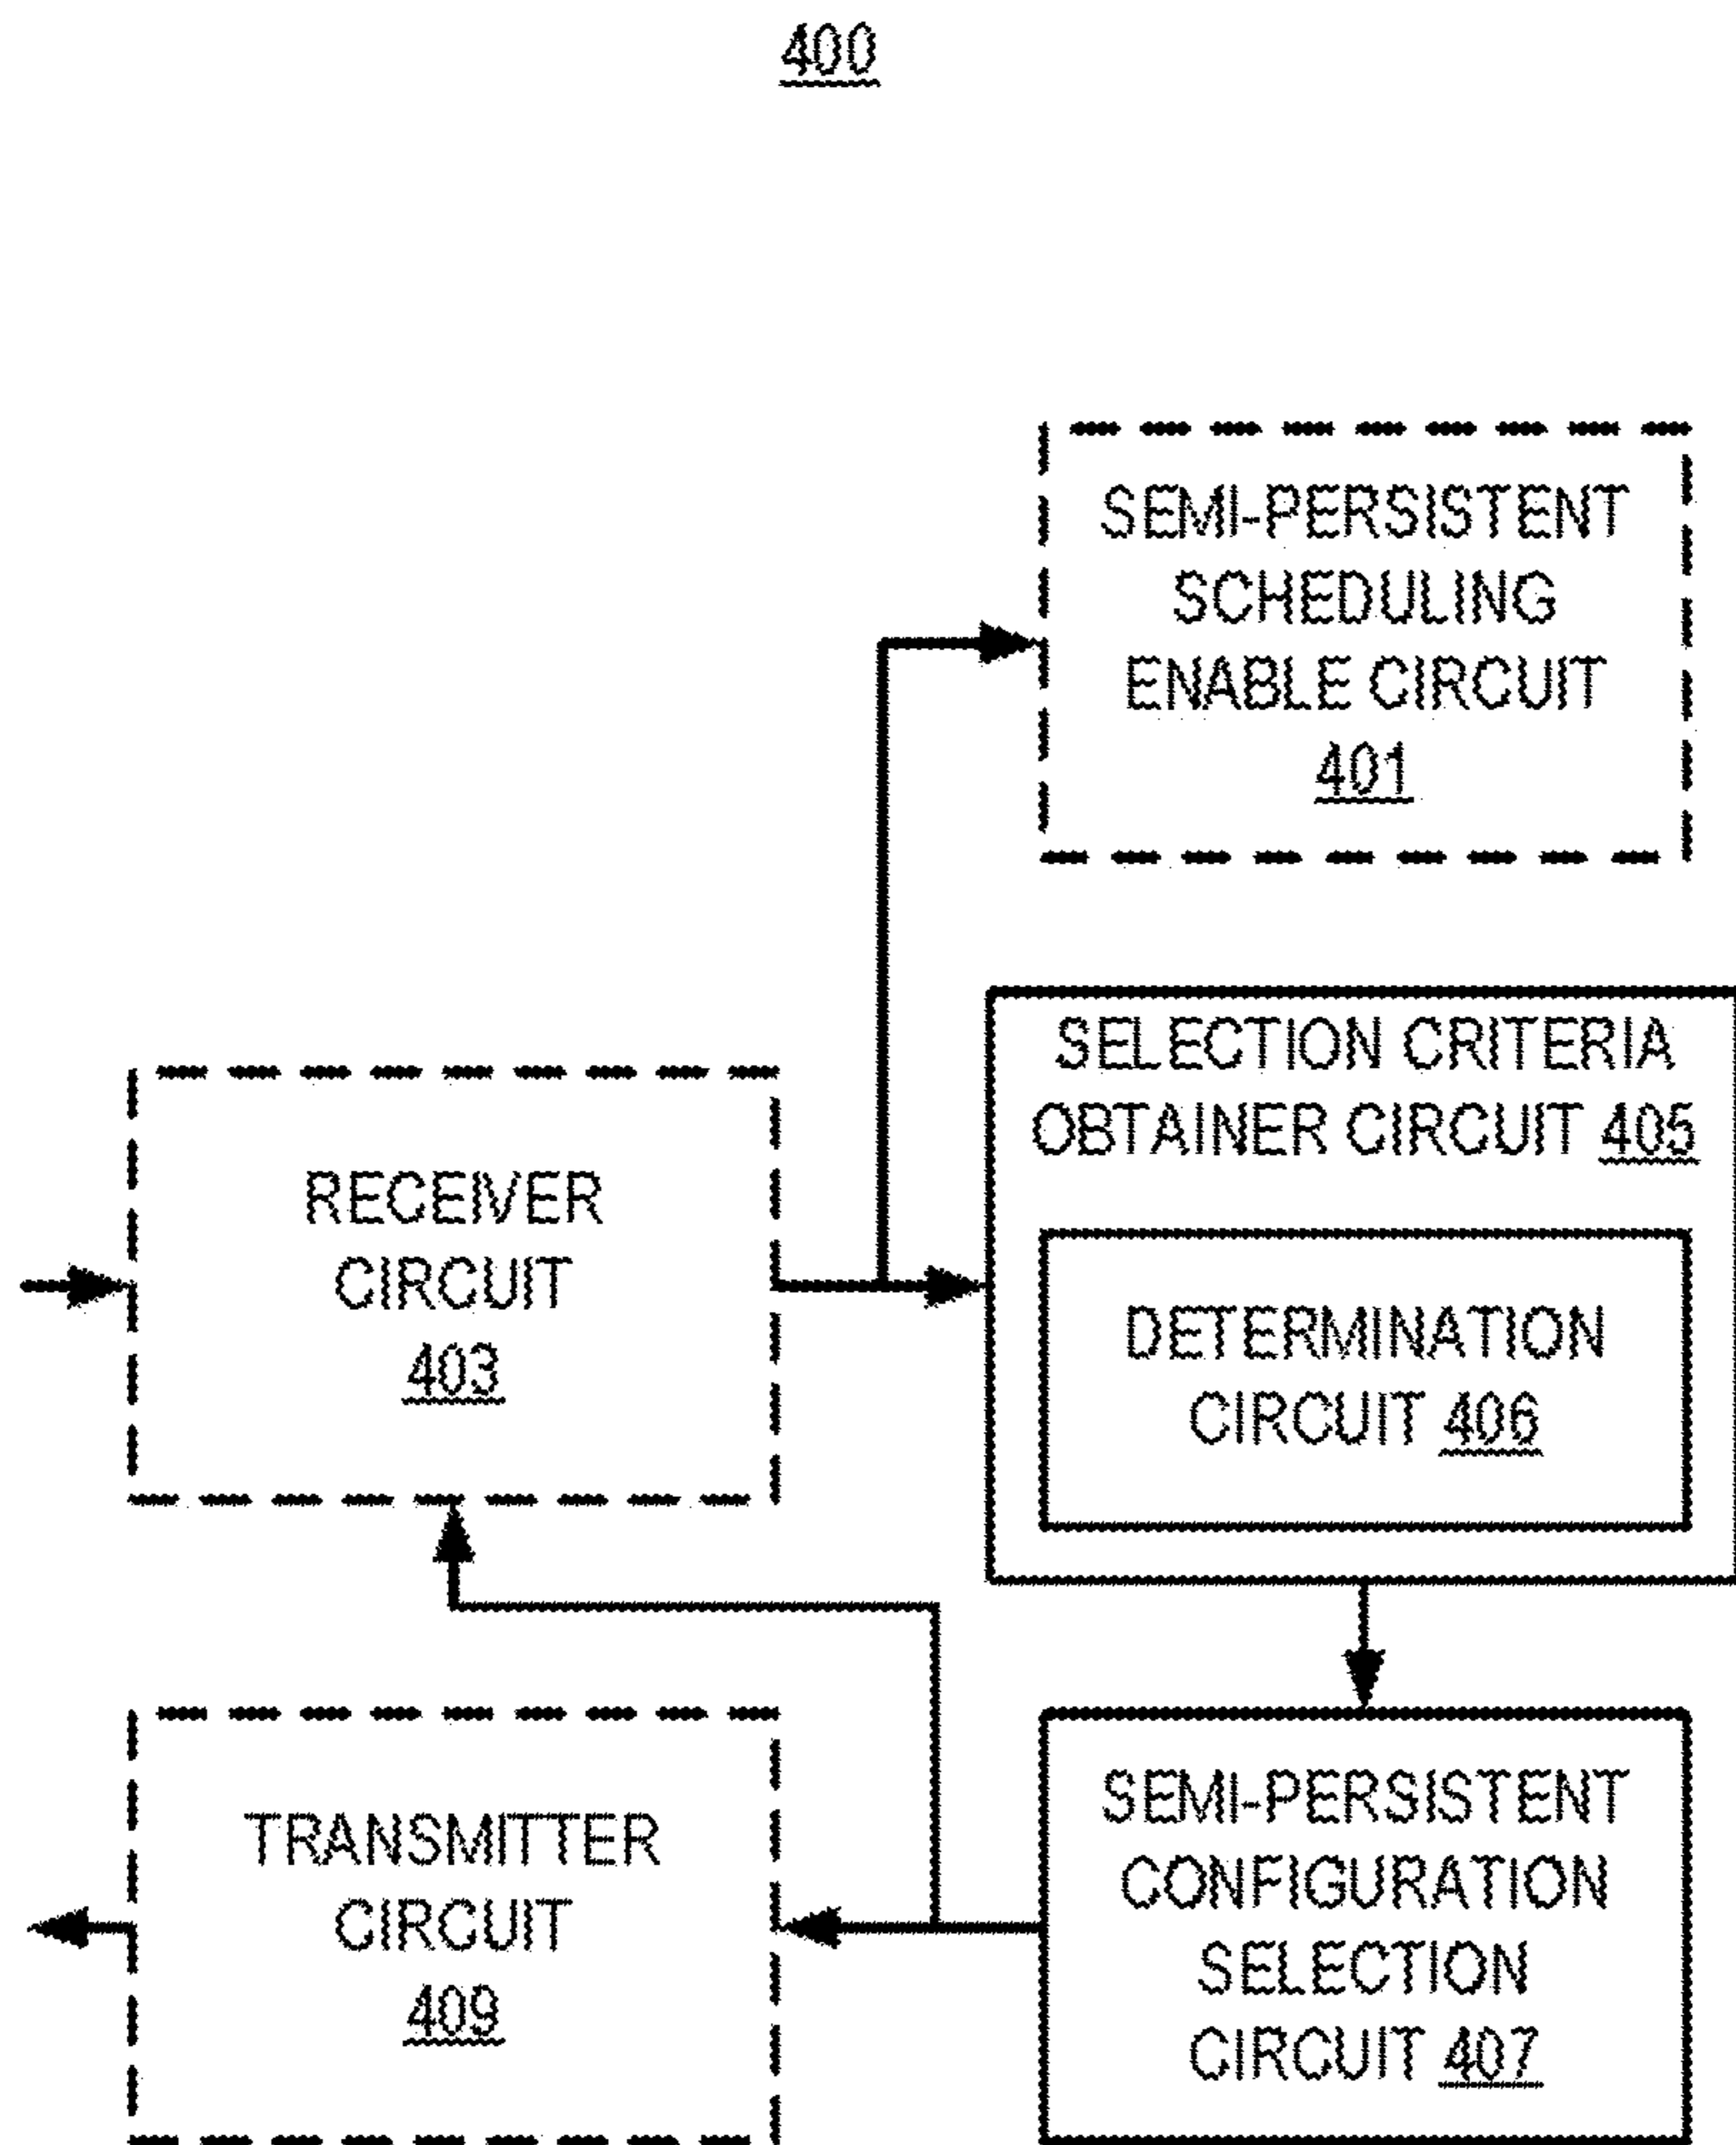 400
SEMI-PERSISTENT
SCHEDULING
ENABLE CIRCUIT
401
SELECTION CRITERIA
OBTAINER CIRCUIT 405
RECEIVER
CIRCUIT
403
DETERMINATION
CIRCUIT 406
SEMI-PERSISTENT
CONFIGURATION
SELECTION
CIRCUIT 407
TRANSMITTER
CIRCUIT
409